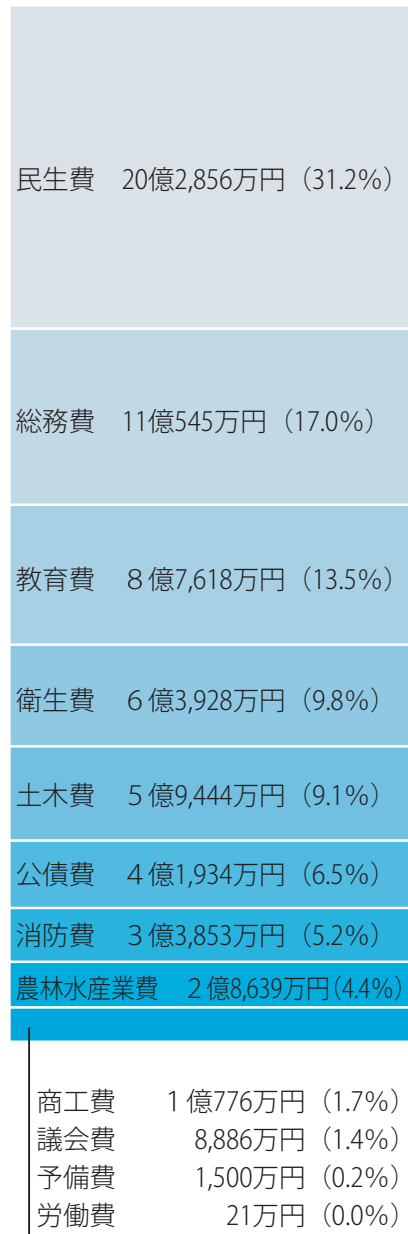 民生費　20億2,856万円（31.2%）
総務費　11億545万円（17.0%）
教育費　８億7,618万円（13.5%）
衛生費　６億3,928万円（9.8%）
土木費　５億9,444万円（9.1%）
公債費　４億1,934万円（6.5%）
消防費　３億3,853万円（5.2%）
農林水産業費　２億8,639万円（4.4%）
商工費　１億776万円（1.7%）
議会費　8,886万円（1.4%）
予備費　1,500万円（0.2%）
労働費　21万円（0.0%）